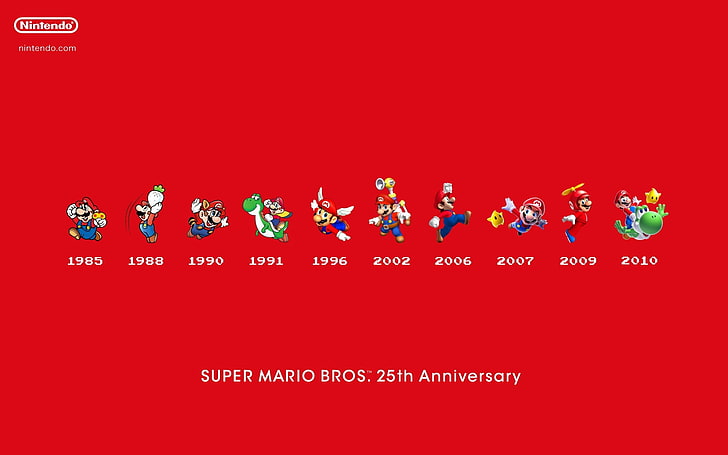 Nintendo
nintendo.com
1985 1988 1990 1991 1996 2002 2006 2007 2009 2010
SUPER MARIO BROS.™ 25th Anniversary